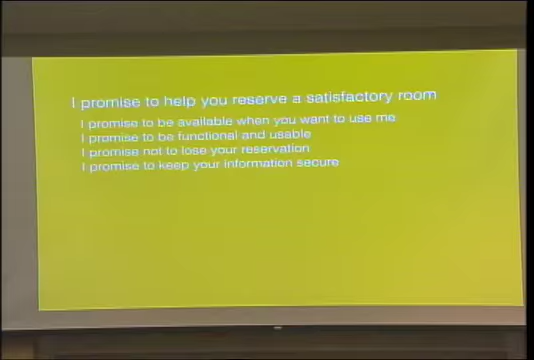 I promise to help you reserve a satisfactory room
I promise to be available when you want to use me
I promise to be functional and usable
I promise not to lose your reservation
I promise to keep your information secure